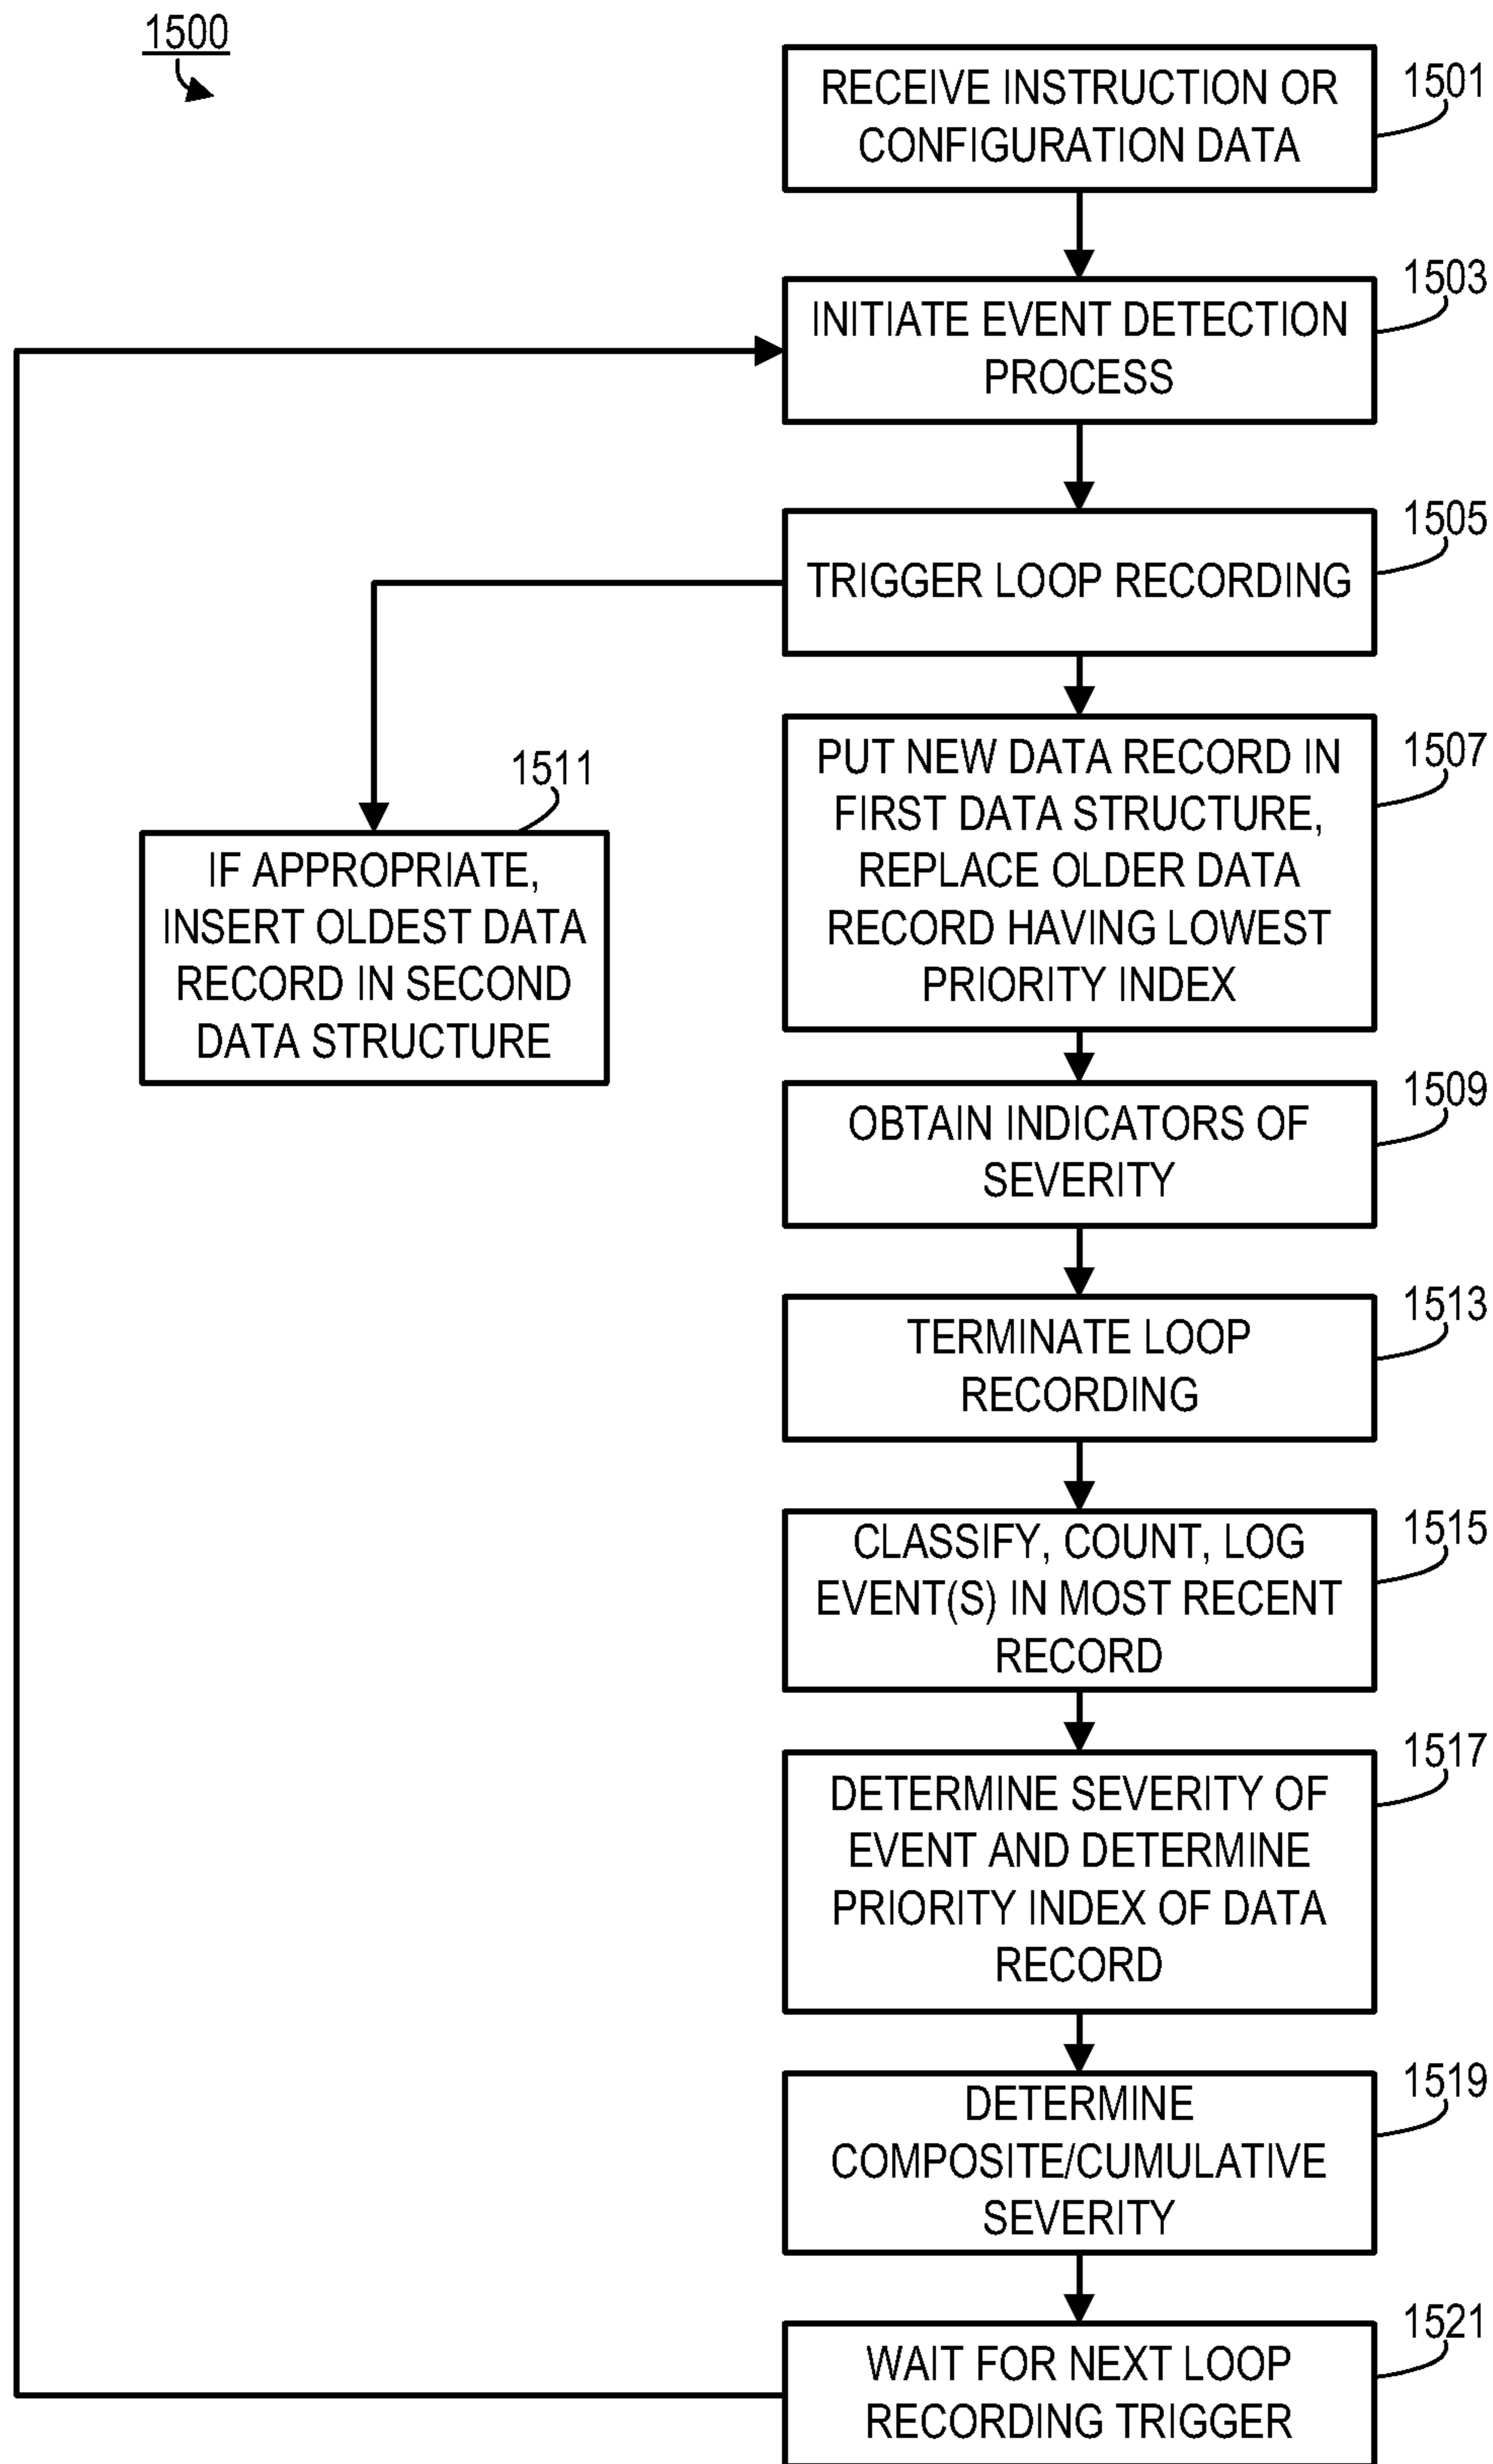 1500
RECEIVE INSTRUCTION OR
CONFIGURATION DATA
1501
INITIATE EVENT DETECTION
PROCESS
1503
TRIGGER LOOP RECORDING
1505
PUT NEW DATA RECORD IN
FIRST DATA STRUCTURE,
REPLACE OLDER DATA
RECORD HAVING LOWEST
PRIORITY INDEX
1507
1511
IF APPROPRIATE,
INSERT OLDEST DATA
RECORD IN SECOND
DATA STRUCTURE
OBTAIN INDICATORS OF
SEVERITY
1509
TERMINATE LOOP
RECORDING
1513
CLASSIFY, COUNT, LOG
EVENT(S) IN MOST RECENT
RECORD
1515
DETERMINE SEVERITY OF
EVENT AND DETERMINE
PRIORITY INDEX OF DATA
RECORD
1517
DETERMINE
COMPOSITE/CUMULATIVE
SEVERITY
1519
WAIT FOR NEXT LOOP
RECORDING TRIGGER
1521